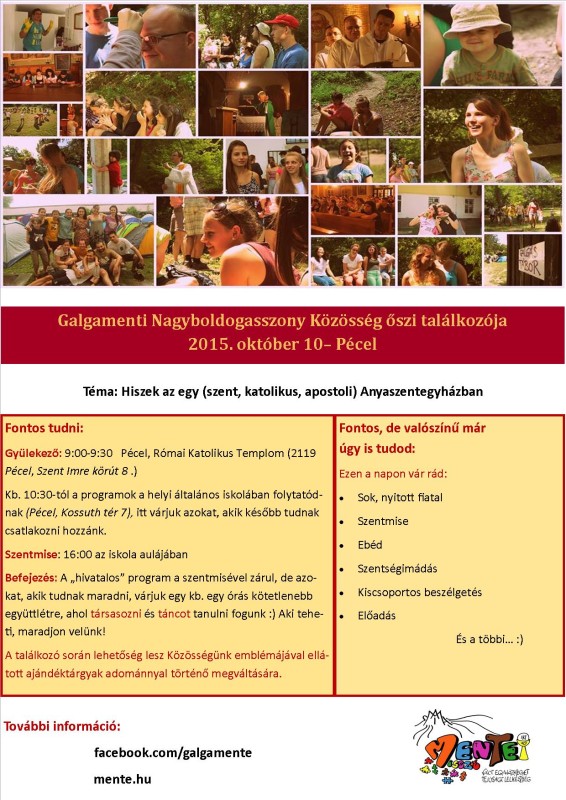 GALGAS
TÁBOR
Galgamenti Nagyboldogasszony Közösség őszi találkozója
2015. október 10– Pécel
Téma: Hiszek az egy (szent, katolikus, apostoli) Anyaszentegyházban
Fontos tudni:
Gyülekező: 9:00-9:30 Pécel, Római Katolikus Templom (2119
Pécel, Szent Imre körút 8 .)
Kb. 10:30-tól a programok a helyi általános iskolában folytatód-
nak (Pécel, Kossuth tér 7), itt várjuk azokat, akik később tudnak
csatlakozni hozzánk.
Szentmise: 16:00 az iskola aulájában
Befejezés: A „hivatalos” program a szentmisével zárul, de azo-
kat, akik tudnak maradni, várjuk egy kb. egy órás kötetlenebb
együttlétre, ahol társasozni és táncot tanulni fogunk :) Aki tehe-
ti, maradjon velünk!
A találkozó során lehetőség lesz Közösségünk emblémájával ellá-
tott ajándéktárgyak adománnyal történő megváltására.
Fontos, de valószínű már
úgy is tudod:
Ezen a napon vár rád:
• Sok, nyitott fiatal
• Szentmise
• Ebéd
• Szentségimádás
• Kiscsoportos beszélgetés
• Előadás
És a többi... :)
További információ:
facebook.com/galgamente
mente.hu
MENTEI